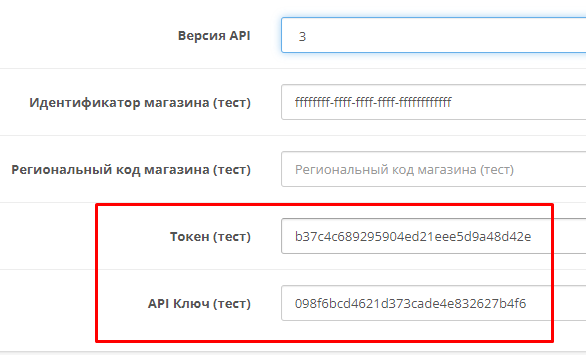 Версия API 3
Идентификатор магазина (тест) ffffffff-ffff-ffff-ffff-ffffffffffff
Региональный код магазина (тест) Региональный код магазина (тест)
Токен (тест) b37c4c689295904ed21eee5d9a48d42e
API Ключ (тест) 098f6bcd4621d373cade4e832627b4f6